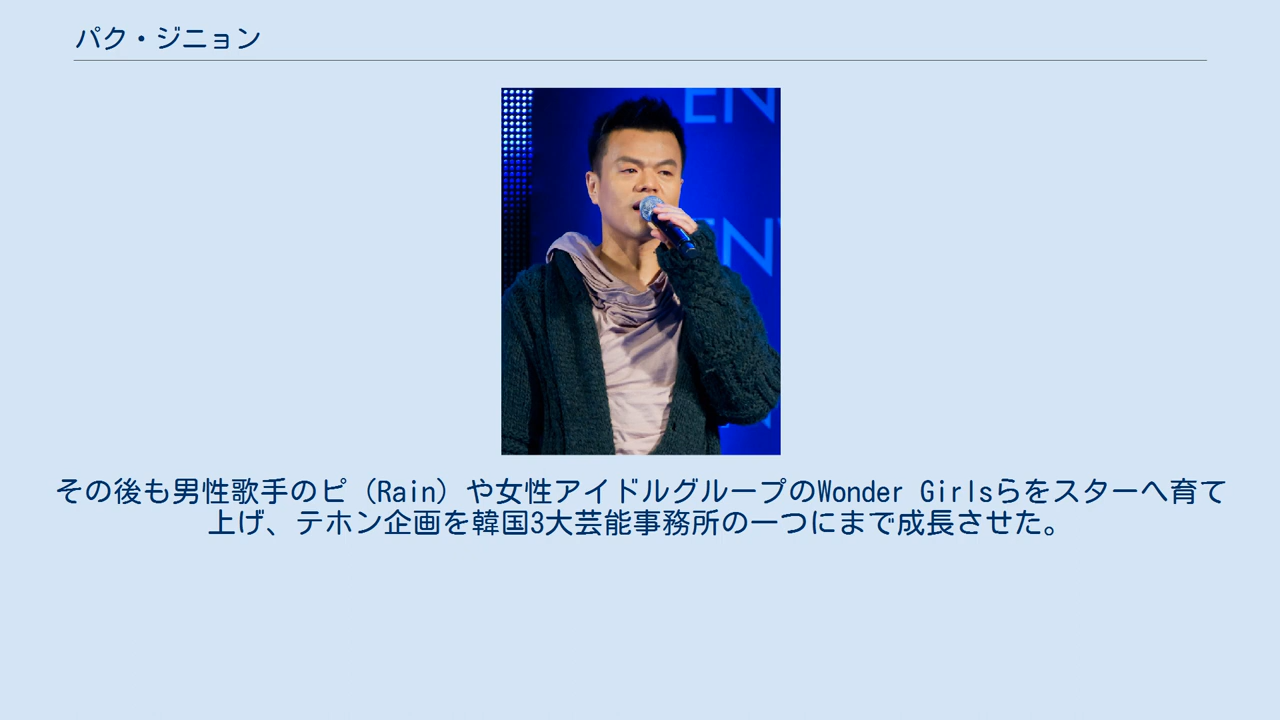 パク・ジニョン
EN
EN
その後も男性歌手のピ（Rain）や女性アイドルグループのWonder Girlsらをスターへ育て
上げ、テホン企画を韓国3大芸能事務所の一つにまで成長させた。